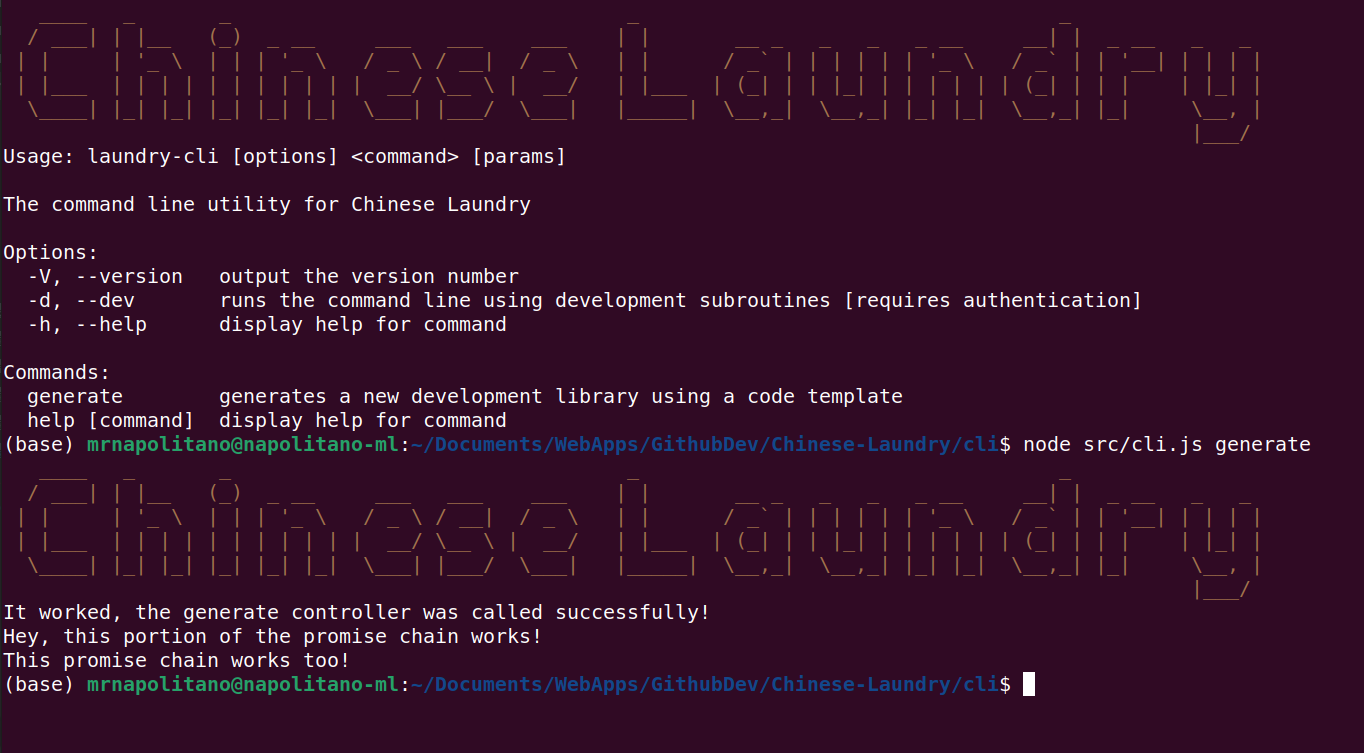 Chinese Laundry
Usage: laundry-cli [options] <command> [params]
The command line utility for Chinese Laundry
Options:
-V, --version output the version number
-d, --dev runs the command line using development subroutines [requires authentication]
-h, --help display help for command
Commands:
generate generates a new development library using a code template
help [command] display help for command
(base) mrnapolitano@napolitano-ml:~/Documents/WebApps/GithubDev/Chinese-Laundry/cli$ node src/cli.js generate
Chinese Laundry
It worked, the generate controller was called successfully!
Hey, this portion of the promise chain works!
This promise chain works too!
(base) mrnapolitano@napolitano-ml:~/Documents/WebApps/GithubDev/Chinese-Laundry/cli$